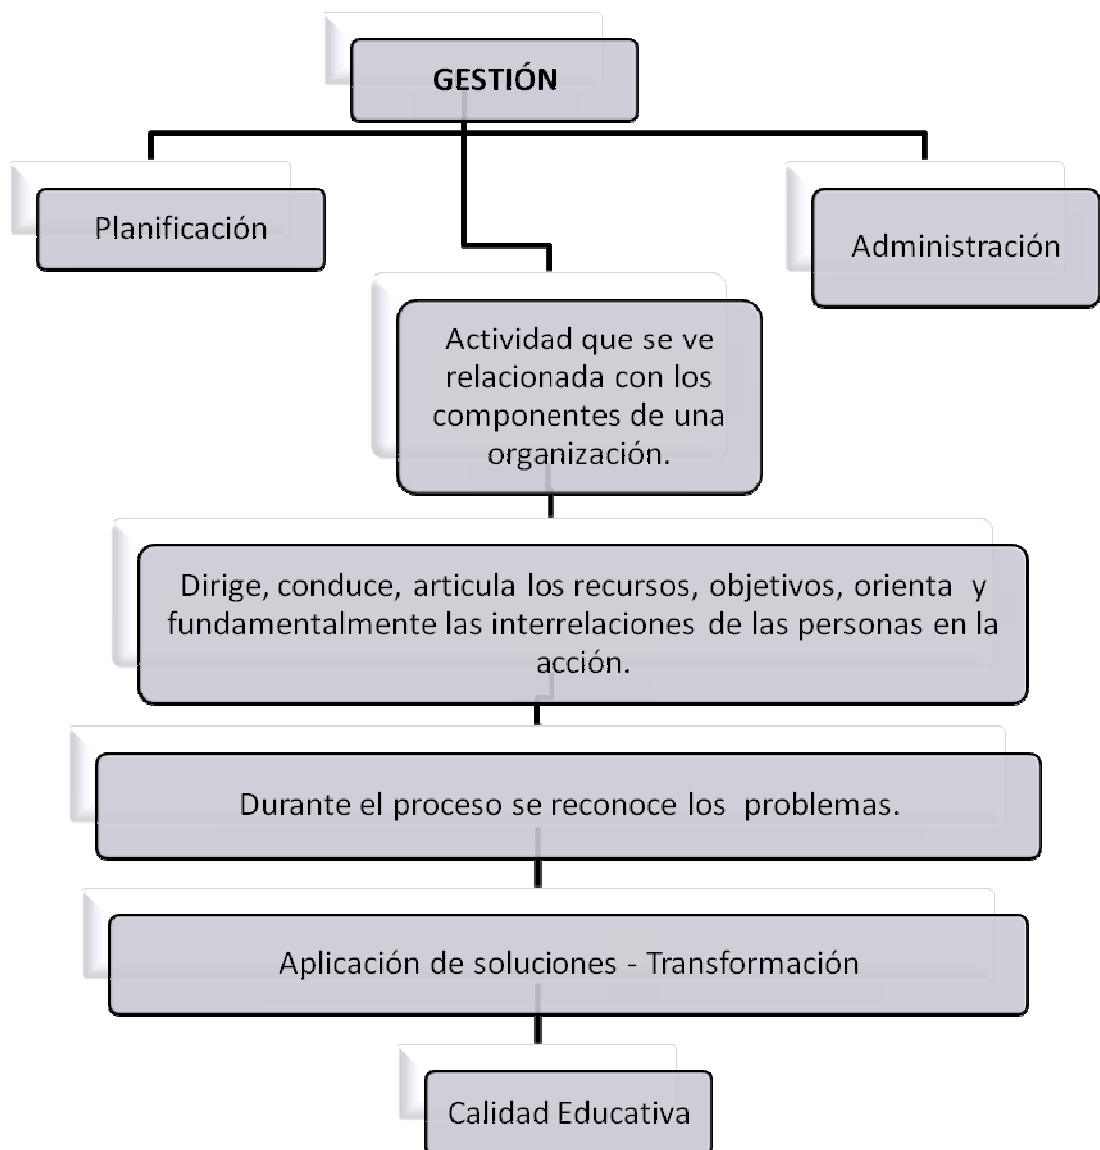 GESTIÓN
Planificación
Administración
Actividad que se ve
relacionada con los
componentes de una
organización.
Dirige, conduce, articula los recursos, objetivos, orienta y
fundamentalmente las interrelaciones de las personas en la
acción.
Durante el proceso se reconoce los problemas.
Aplicación de soluciones - Transformación
Calidad Educativa